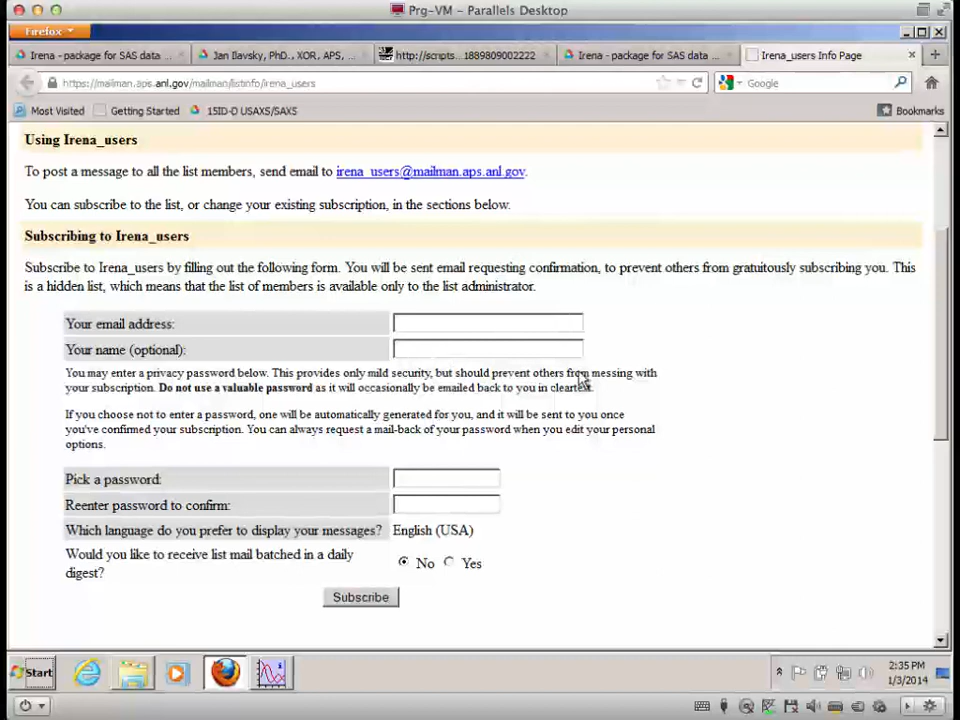 Prg-VM - Parallels Desktop
Firefox
Irena - package for SAS data ...
Jan Ilavsky, PhD., XOR, APS, ...
http://scripts....1889809002222
Irena - package for SAS data ...
Irena_users Info Page
https://mailman.aps.anl.gov/mailman/listinfo/irena_users
Google
Most Visited
Getting Started
15ID-D USAXS/SAXS
Bookmarks
Using Irena_users
To post a message to all the list members, send email to irena_users@mailman.aps.anl.gov.
You can subscribe to the list, or change your existing subscription, in the sections below.
Subscribing to Irena_users
Subscribe to Irena_users by filling out the following form. You will be sent email requesting confirmation, to prevent others from gratuitously subscribing you. This
is a hidden list, which means that the list of members is available only to the list administrator.
Your email address:
Your name (optional):
You may enter a privacy password below. This provides only mild security, but should prevent others from messing with
your subscription. Do not use a valuable password as it will occasionally be emailed back to you in cleartext.
If you choose not to enter a password, one will be automatically generated for you, and it will be sent to you once
you've confirmed your subscription. You can always request a mail-back of your password when you edit your personal
options.
Pick a password:
Reenter password to confirm:
Which language do you prefer to display your messages? English (USA)
Would you like to receive list mail batched in a daily
digest?
No Yes
Subscribe
Start
2:35 PM
1/3/2014